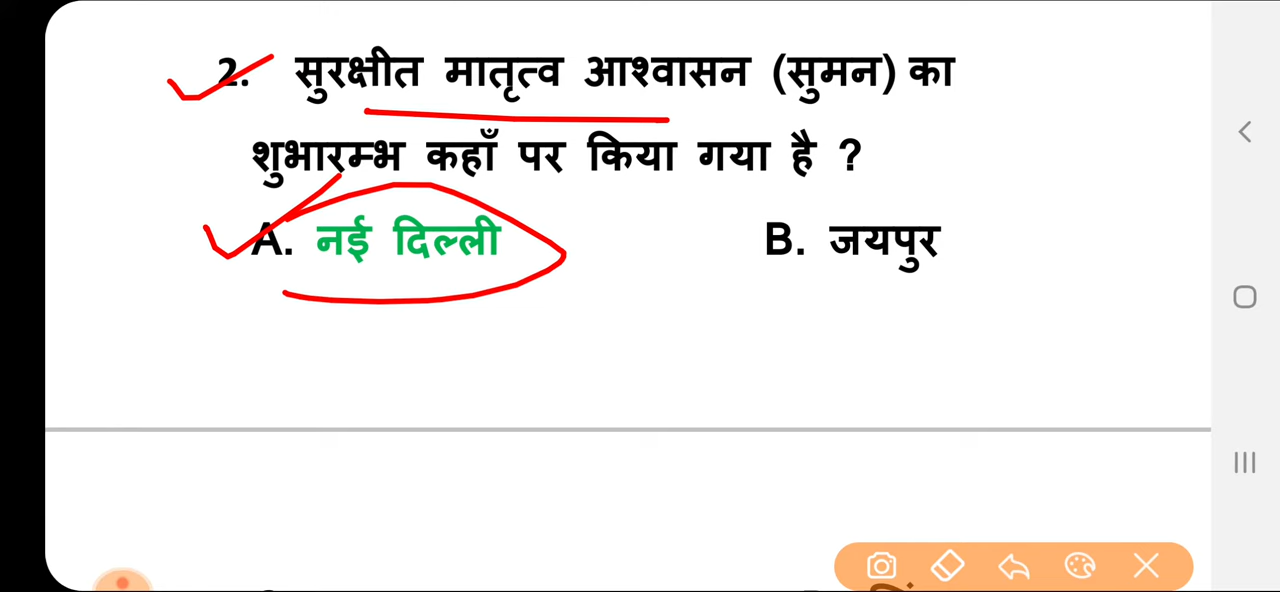 2. सुरक्षीत मातृत्व आश्वासन (सुमन) का
शुभारम्भ कहाँ पर किया गया है ?
A. नई दिल्ली B. जयपुर